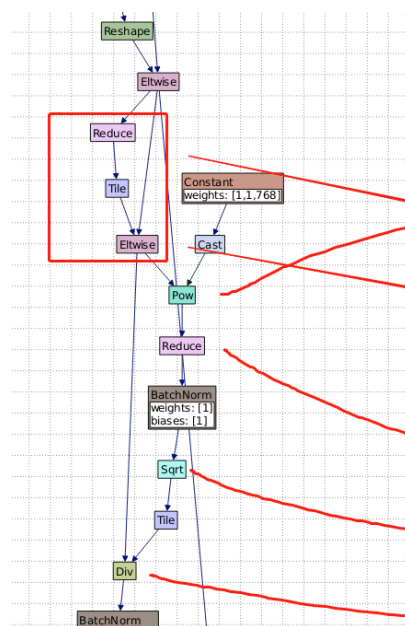 Reshape
Eltwise
Reduce
Tile
Constant
weights: [1,1,768]
Eltwise
Cast
Pow
Reduce
BatchNorm
weights: [1]
biases: [1]
Sqrt
Tile
Div
BatchNorm